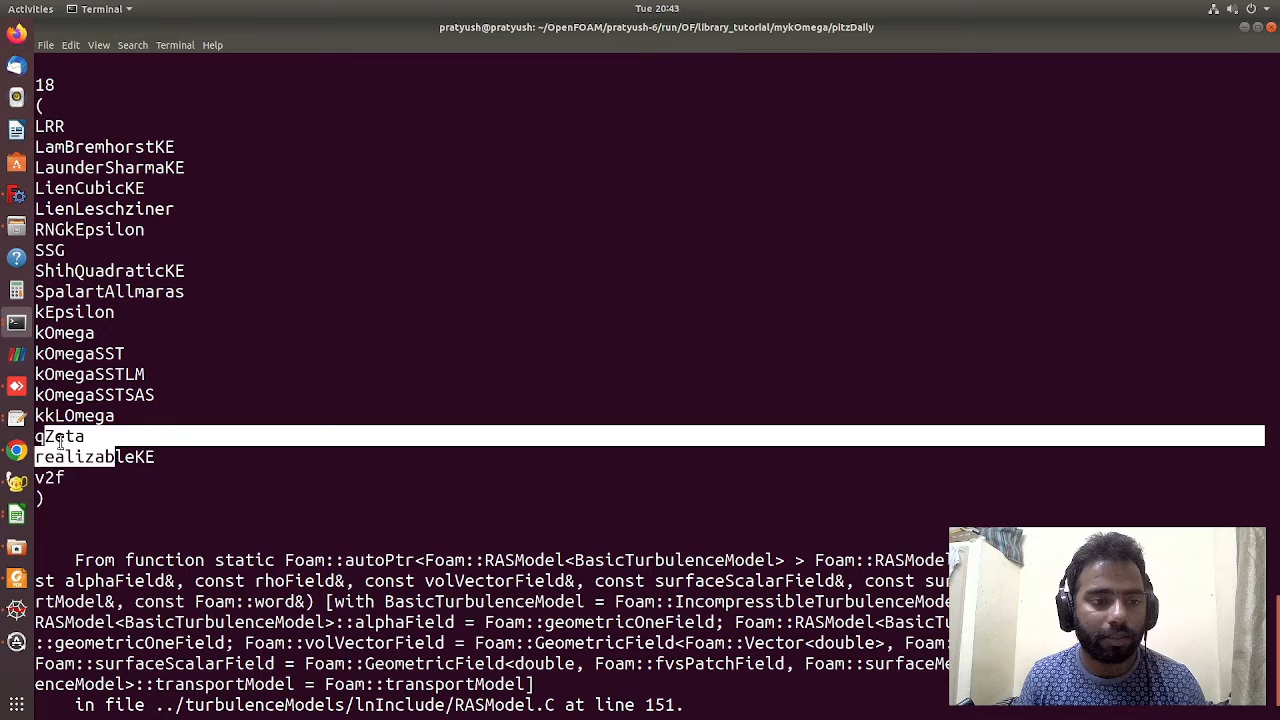 Activities
Terminal
Tue 20:43
pratyush@pratyush: ~/OpenFOAM/pratyush-6/run/OF/library_tutorial/mykOmega/pitzDaily
File Edit View Search Terminal Help
18
(
LRR
LamBremhorstKE
LaunderSharmaKE
LienCubicKE
LienLeschziner
RNGkEpsilon
SSG
ShihQuadraticKE
SpalartAllmaras
kEpsilon
kOmega
kOmegaSST
kOmegaSSTLM
kOmegaSSTSAS
kkLOmega
qZeta
realizableKE
v2f
)
From function static Foam::autoPtr<Foam::RASModel<BasicTurbulenceModel> > Foam::RASModel
st alphaField&, const rhoField&, const volVectorField&, const surfaceScalarField&, const sur
rtModel&, const Foam::word&) [with BasicTurbulenceModel = Foam::IncompressibleTurbulenceMode
RASModel<BasicTurbulenceModel>::alphaField = Foam::geometricOneField; Foam::RASModel<BasicTu
::geometricOneField; Foam::volVectorField = Foam::GeometricField<Foam::Vector<double>,
Foam::surfaceScalarField = Foam::GeometricField<double, Foam::fvsPatchField, Foam::surfaceMe
enceModel>::transportModel = Foam::transportModel]
in file ../turbulenceModels/lnInclude/RASModel.C at line 151.